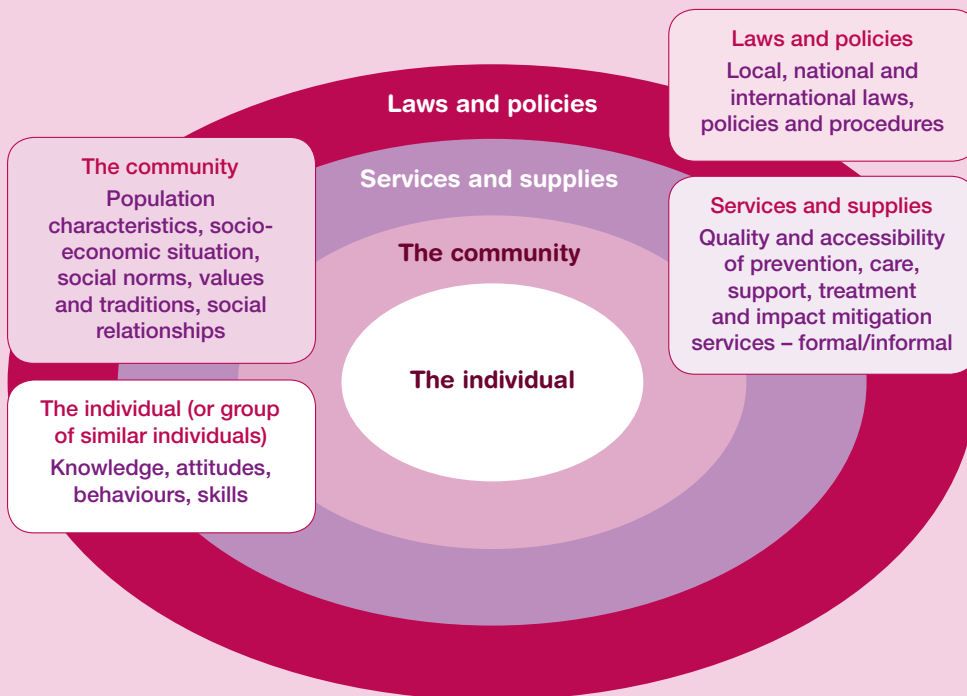 Laws and policies
Local, national and
international laws,
policies and procedures
Laws and policies
The community
Population
characteristics, socio-
economic situation,
social norms, values
and traditions, social
relationships
Services and supplies
Services and supplies
Quality and accessibility
of prevention, care,
support, treatment
and impact mitigation
services – formal/informal
The community
The individual
The individual (or group
of similar individuals)
Knowledge, attitudes,
behaviours, skills